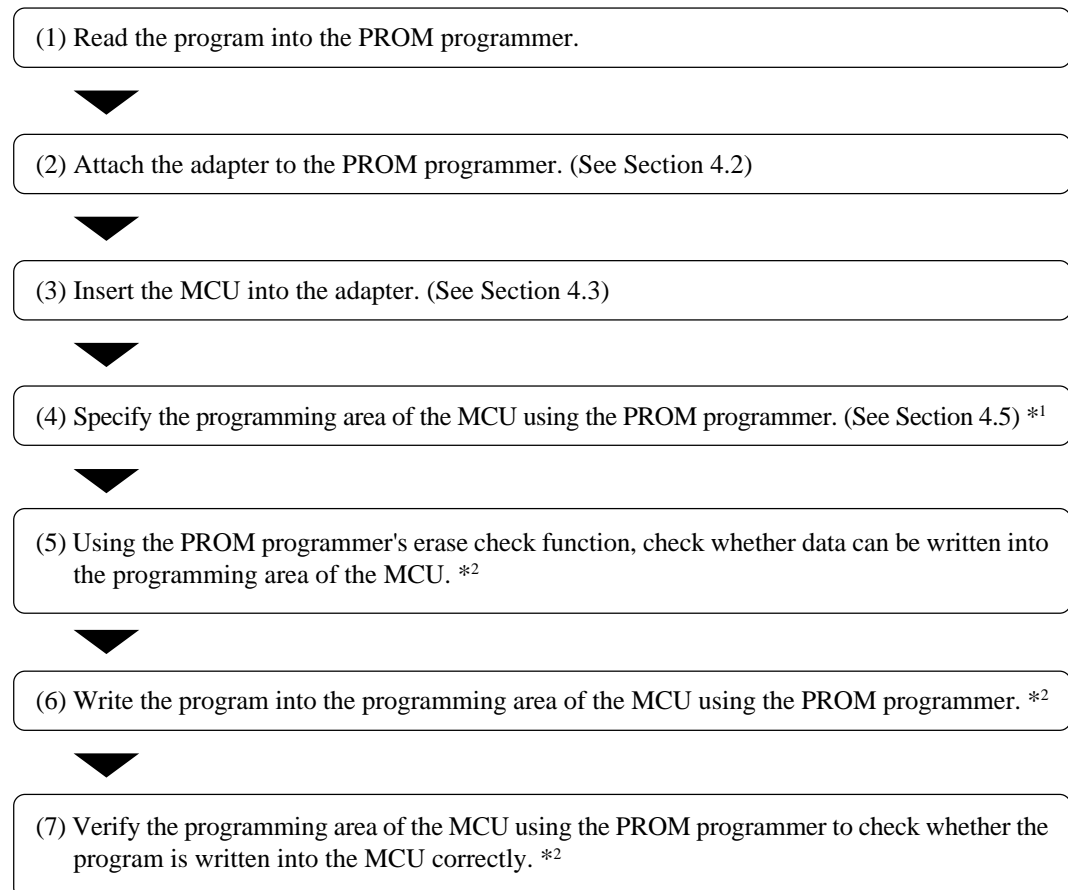 (1) Read the program into the PROM programmer.
(2) Attach the adapter to the PROM programmer. (See Section 4.2)
(3) Insert the MCU into the adapter. (See Section 4.3)
(4) Specify the programming area of the MCU using the PROM programmer. (See Section 4.5) *1
(5) Using the PROM programmer's erase check function, check whether data can be written into
the programming area of the MCU. *2
(6) Write the program into the programming area of the MCU using the PROM programmer. *2
(7) Verify the programming area of the MCU using the PROM programmer to check whether the
program is written into the MCU correctly. *2